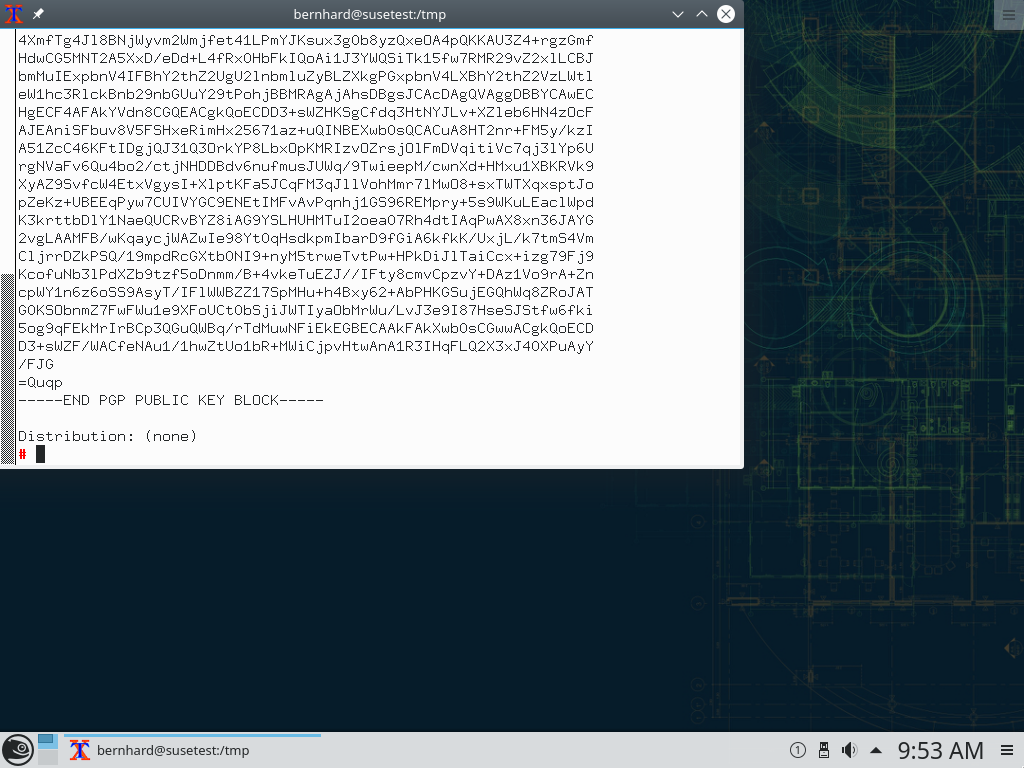 bernhard@susetest:/tmp
4XmfTg4Jl8BNjWyvm2Wmjfet41LPmYJKsux3gOb8yzQxeOA4pQKKAU3Z4+rgzGmf
HdwCG5MNT2A5XxD/eDd+L4fRxOHbFkIQoAi1J3YWQSiTk15fw7RMR29vZ2xlLCBJ
bmMuIExpbnV4IFBhY2thZ2UgU2lnbmluZyBLZXkgPGxpbnV4LXBhY2thZ2VzLWtl
eW1hc3RlckBnb29nbGUuY29tPohjBBMRAgAjAhsDBgsJCAcDAgQVAggDBBYCAwEC
HgECF4AFAkYVdn8CGQEACgkQoECDD3+sWZHKSgCfdq3HtNYJLv+XZleb6HN4zOcF
AJEAniSFbuv8V5FSHxeRimHx25671az+uQINBEXwb0sQCACuA8HT2nr+FM5y/kzI
A51ZcC46KFtIDgjQJ31Q3OrkYP8LbxOpKMRIzvOZrsjOlFmDVqitiVc7qj3lYp6U
rgNVaFv6Qu4bo2/ctjNHDDBdv6nufmusJUWq/9TwieepM/cwnXd+HMxu1XBKRVk9
XyAZ9SvfcW4EtxVgysI+XlptKFa5JCqFM3qJllVohMmr7lMwO8+sxTWTXqxsptJo
pZeKz+UBEEqPyw7CUIVYGC9ENEtIMFvAvPqnhj1GS96REMpry+5s9WKuLEaclWpd
K3krttbDlY1NaeQUCRvBYZ8iAG9YSLHUHMTuI2oea07Rh4dtIAqPwAX8xn36JAYG
2vgLAAMFB/wKqaycjWAZwIe98YtOqHsdkpmIbarD9fGiA6kfkK/UxjL/k7tmS4Vm
CljrrDZkPSQ/19mpdRcGXtbONI9+nyM5trweTvtPw+HPkDiJlTaiCcx+izg79Fj9
KcofuNb3lPdXZb9tzf5oDnmm/B+4vkeTuEZJ//IFty8cmvCpzvY+DAz1Vo9rA+Zn
cpWY1n6z6oSS9AsyT/IFlWWBZZ17SpMHu+h4Bxy62+AbPHKGSujEGQhWq8ZRoJAT
GOKSObnmZ7FwFWu1e9XFoUCtObSjiJWTIyaObMrWu/LvJ3e9I87HseSJStfw6fki
5og9qFEkMrIrBCp3QGuQWBq/rTdMuwNFiEkEGBECAAkFAkXwb0sCGwwACgkQoECD
D3+sWZF/WACfeNAu1/1hwZtUo1bR+MWiCjpvHtwAnA1R3IHqFLQ2X3xJ4OXPuAyY
/FJG
=Quqp
-----END PGP PUBLIC KEY BLOCK-----
Distribution: (none)
#
bernhard@susetest:/tmp
9:53 AM